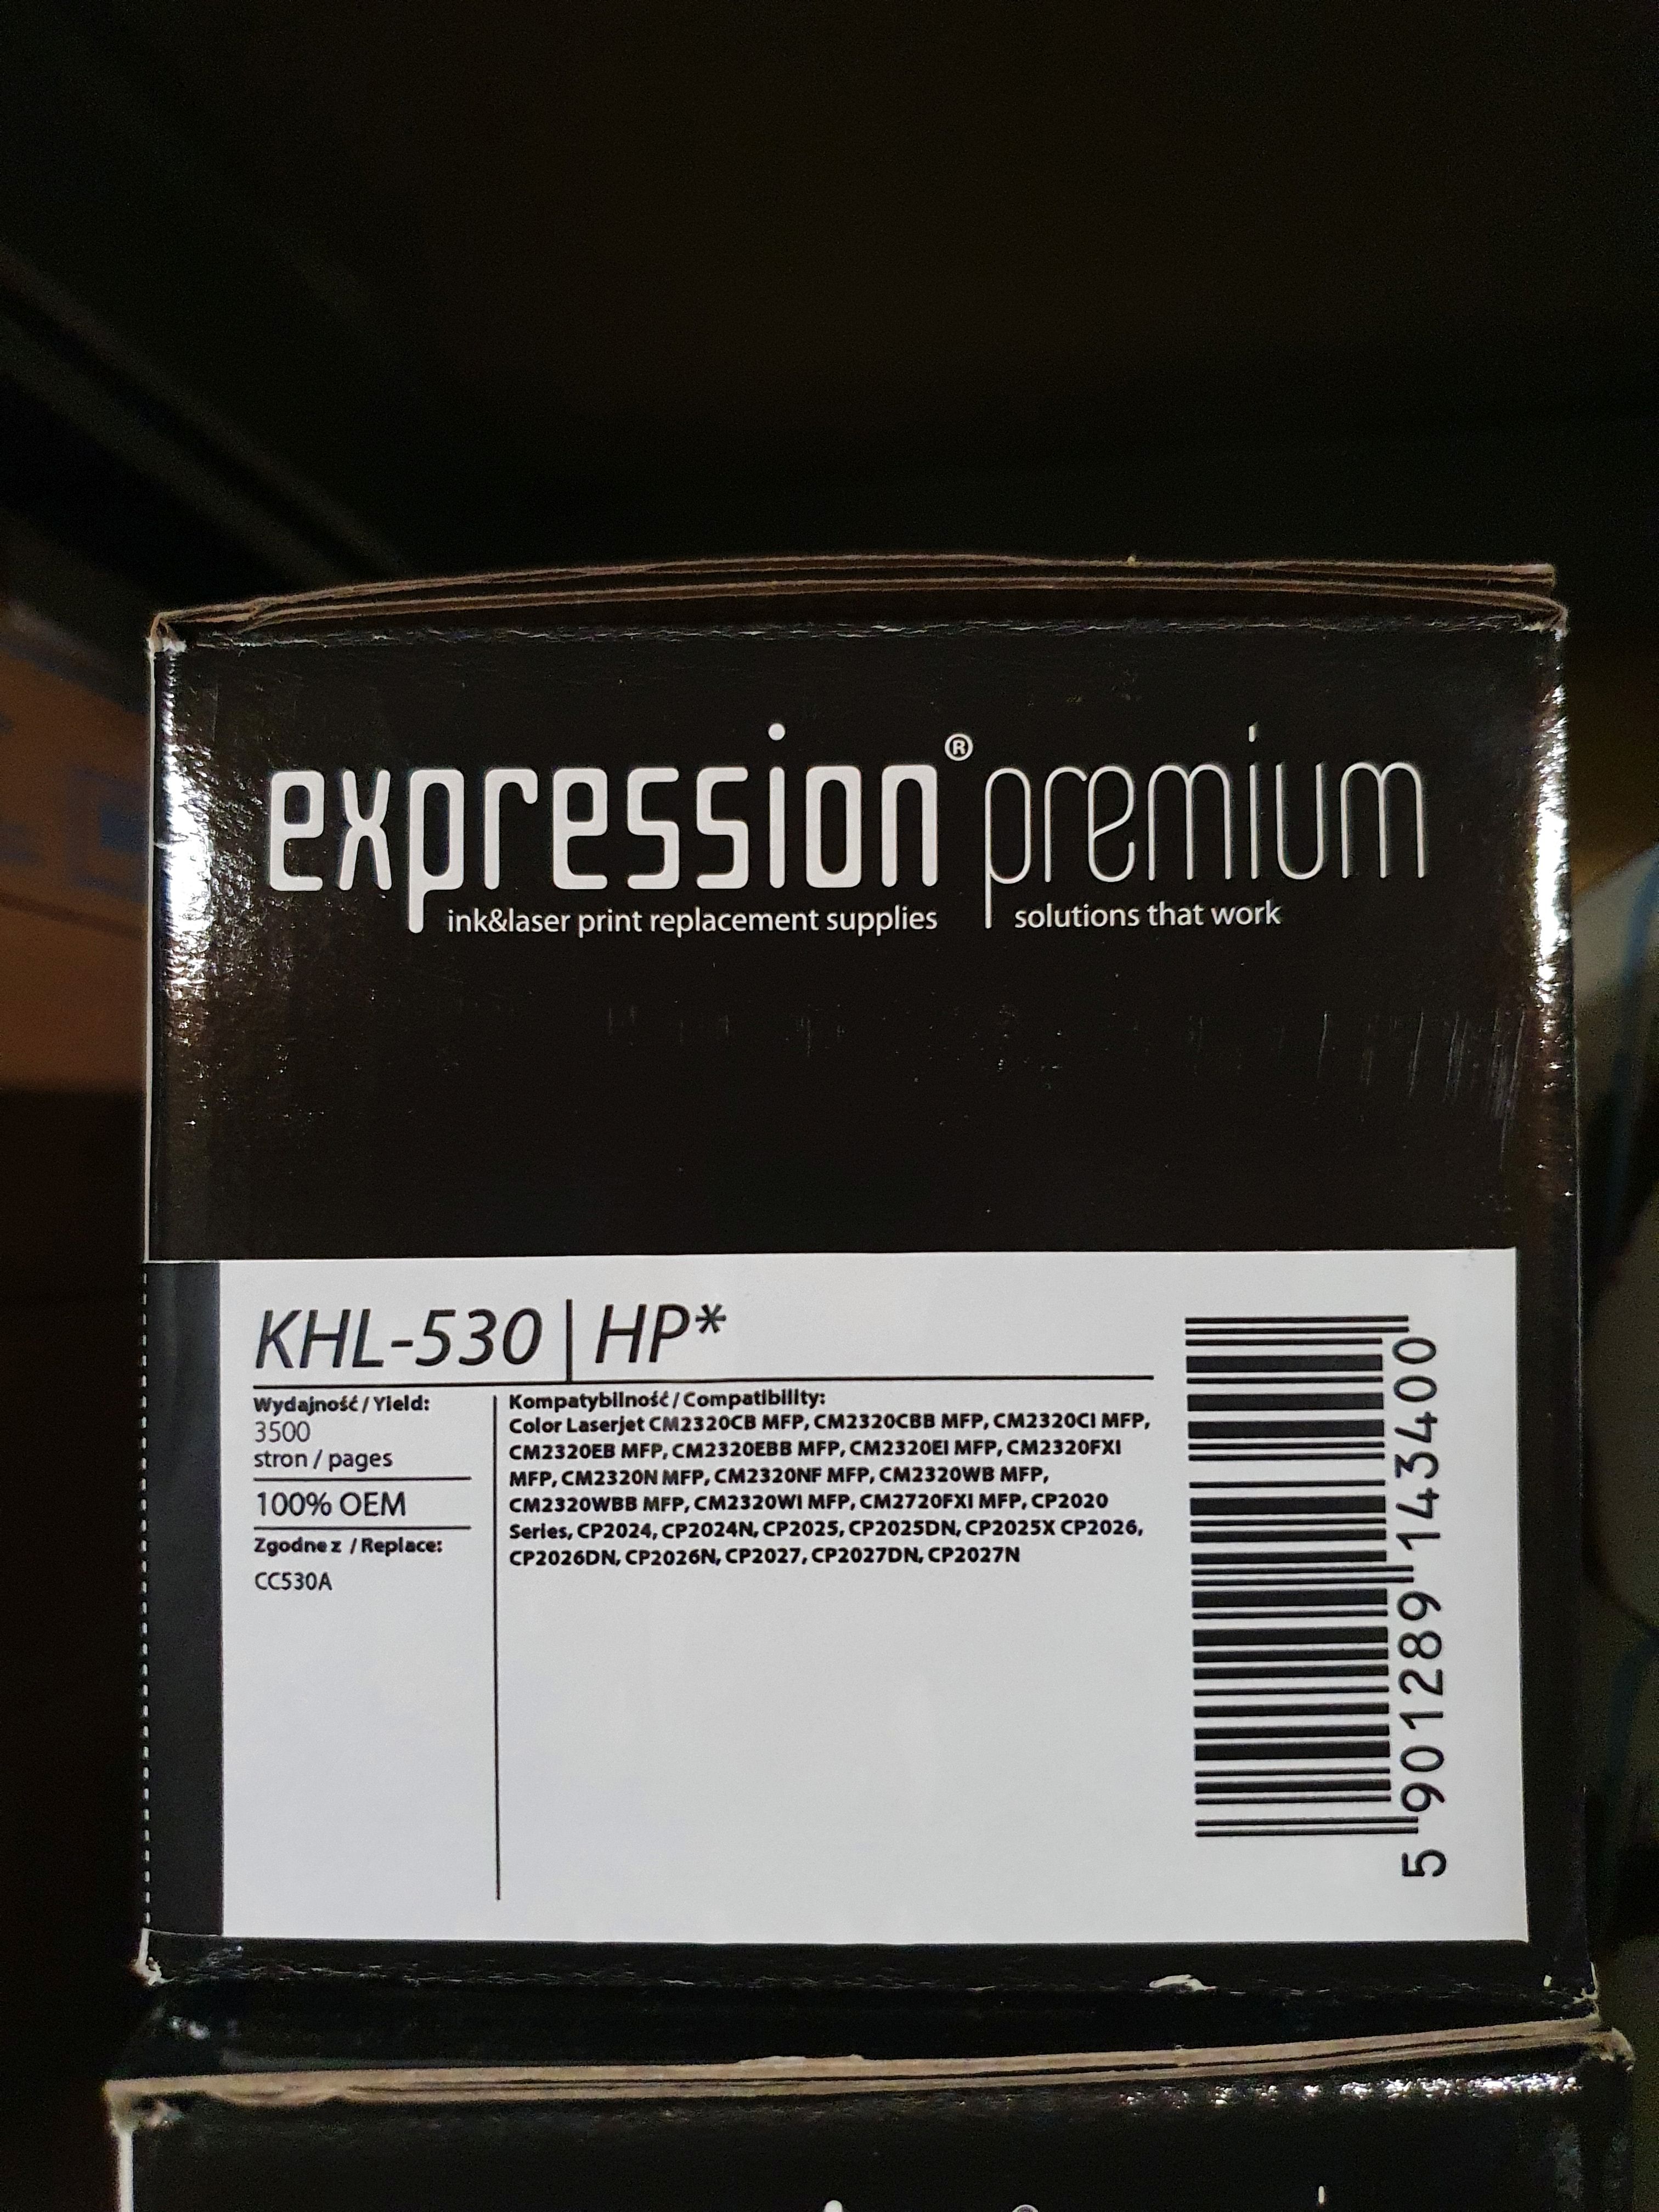 expression® premium
ink&laser print replacement supplies solutions that work
KHL-530 | HP*
Wydajność / Yield:
3500
stron / pages
100% OEM
Zgodne z / Replace:
CC530A
Kompatybilność / Compatibility:
Color Laserjet CM2320CB MFP, CM2320CBB MFP, CM2320CI MFP,
CM2320EB MFP, CM2320EBB MFP, CM2320EI MFP, CM2320FXI
MFP, CM2320N MFP, CM2320NF MFP, CM2320WB MFP,
CM2320WBB MFP, CM2320WI MFP, CM2720FXI MFP, CP2020
Series, CP2024, CP2024N, CP2025, CP2025DN, CP2025X CP2026,
CP2026DN, CP2026N, CP2027, CP2027DN, CP2027N
5 901289 143400